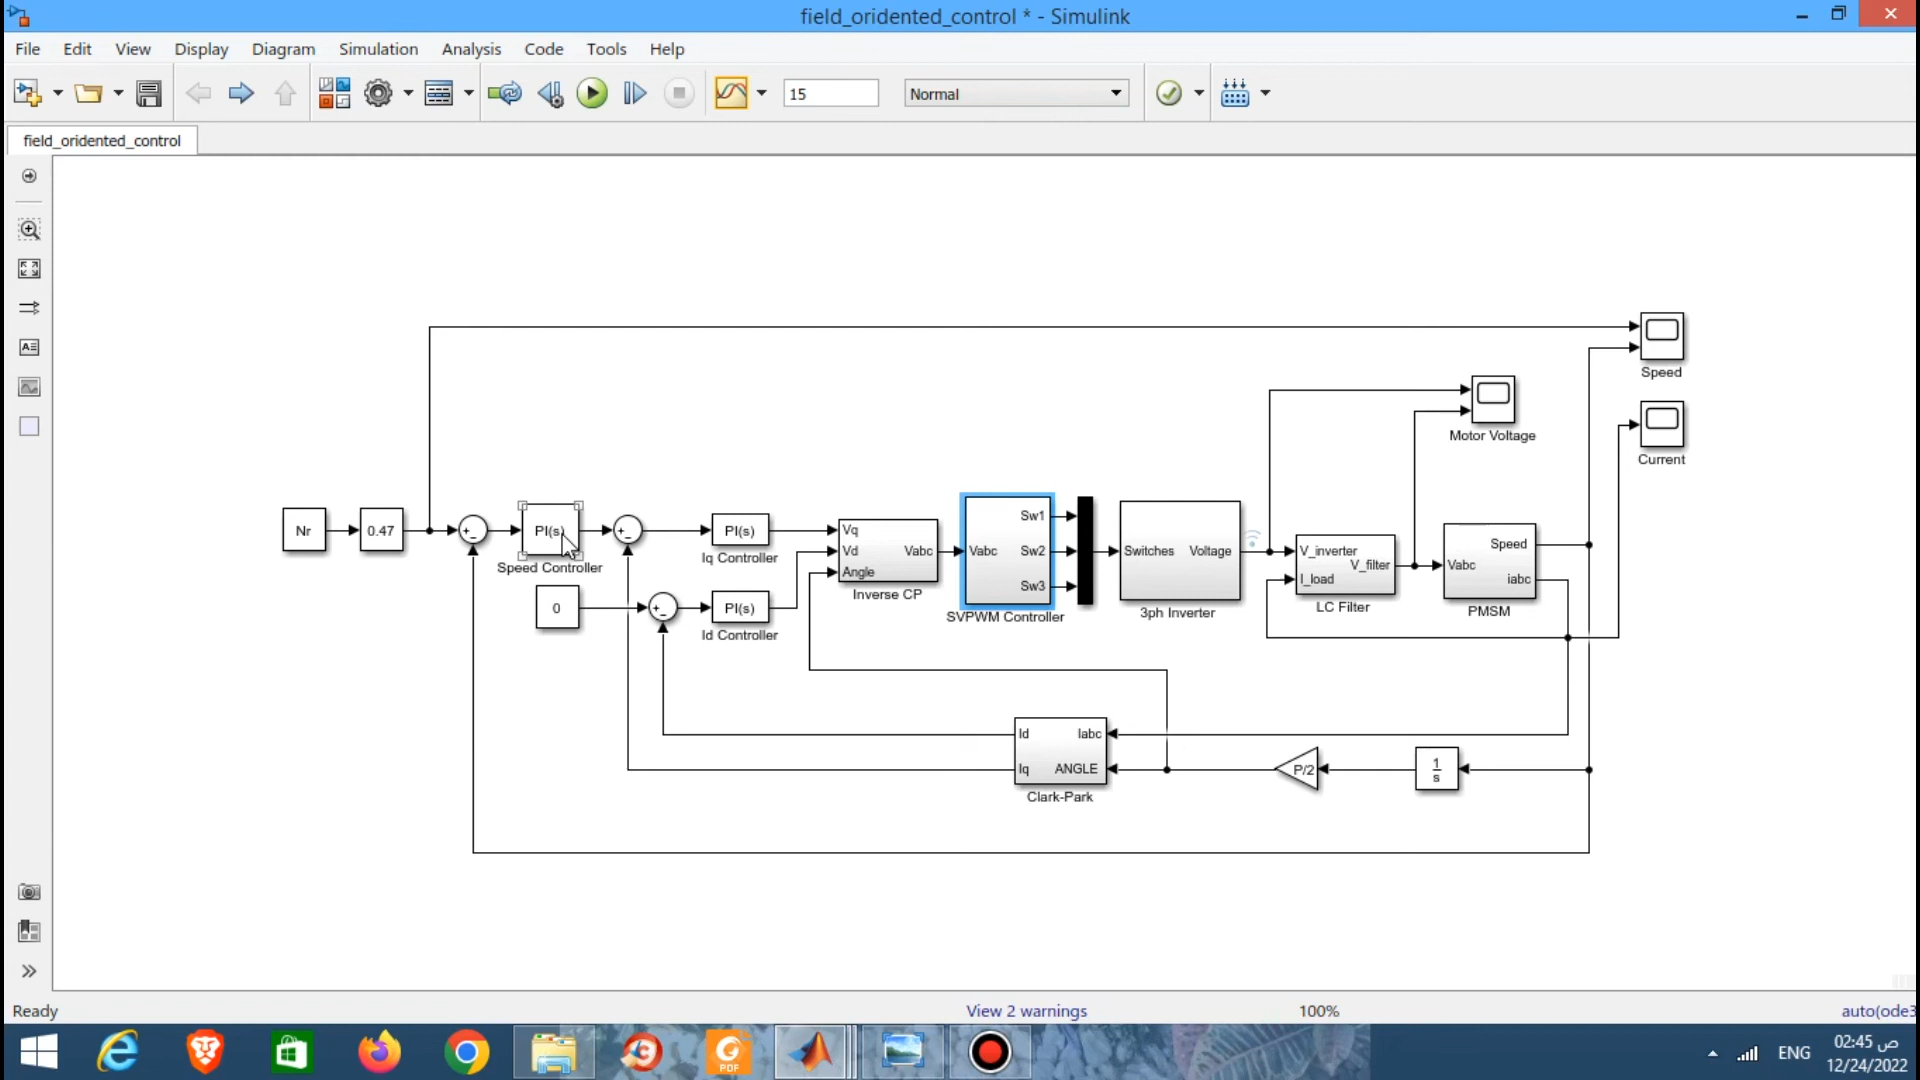 field_oridented_control * - Simulink
File Edit View Display Diagram Simulation Analysis Code Tools Help
15 Normal
field_oridented_control
Speed
Motor Voltage
Current
Nr
0.47
PI(s)
Speed Controller
PI(s)
Iq Controller
0
PI(s)
Id Controller
Vq
Vd
Angle
Vabc
Inverse CP
Vabc
Sw1
Sw2
Sw3
SVPWM Controller
Switches Voltage
3ph Inverter
V_inverter
V_filter
I_load
LC Filter
Speed
Vabc
iabc
PMSM
Id Iabc
Iq ANGLE
Clark-Park
P/2
1
s
Ready
View 2 warnings
100%
auto(ode3
PDF
ENG
02:45 ص
12/24/2022